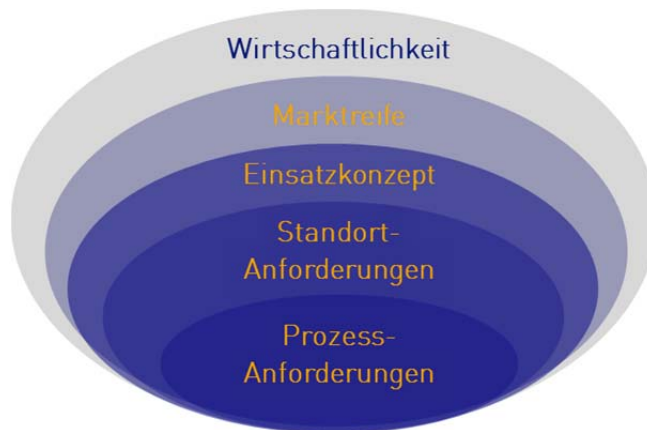 Wirtschaftlichkeit
Marktreife
Einsatzkonzept
Standort-
Anforderungen
Prozess-
Anforderungen